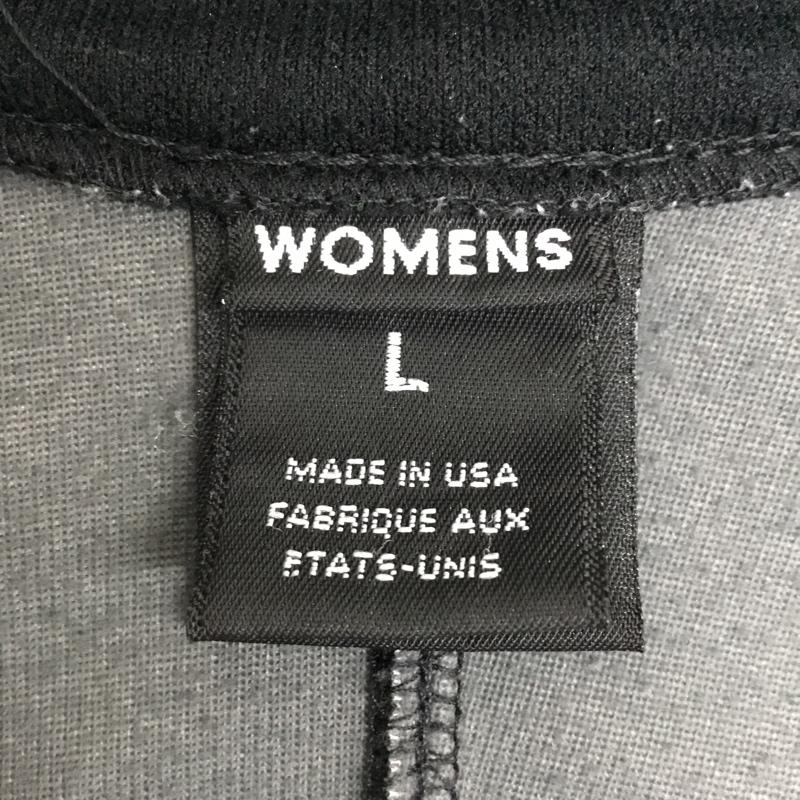 WOMENS
L
MADE IN USA
FABRIQUE AUX
ETATS-UNIS